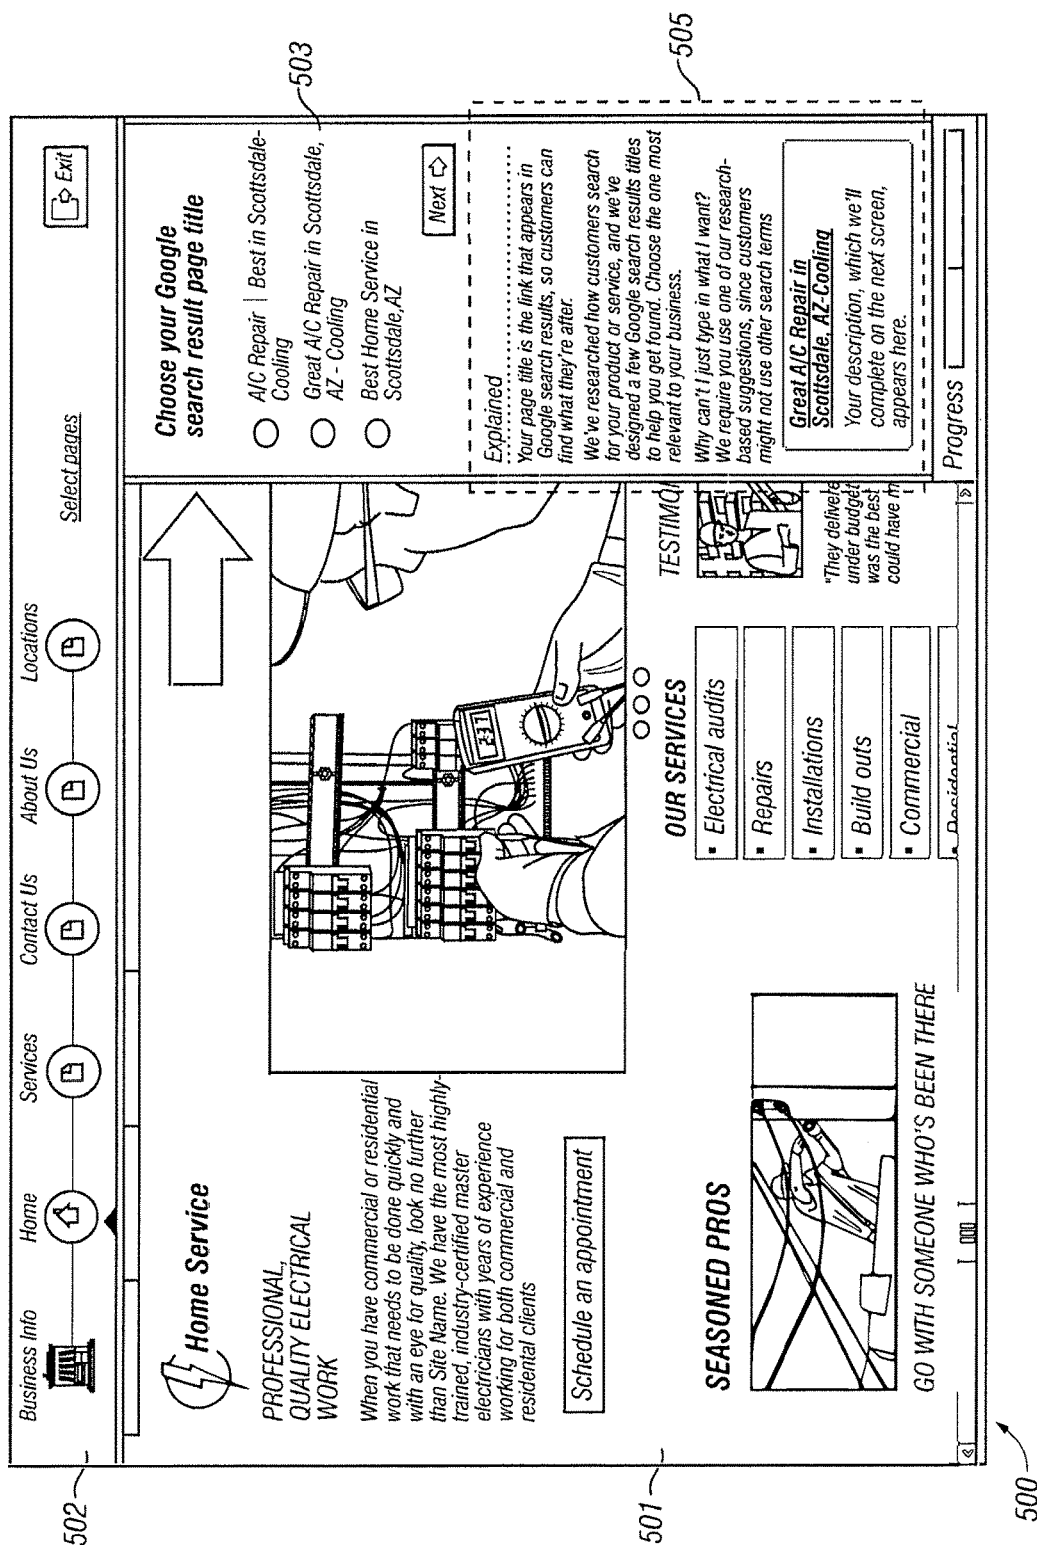 502
Business Info
Home
Services
Contact Us
About Us
Locations
Select pages
Exit
Home Service
PROFESSIONAL,
QUALITY ELECTRICAL
WORK
When you have commercial or residential
work that needs to be done quickly and
with an eye for quality, look no further
than Site Name. We have the most highly-
trained, industry-certified master
electricians with years of experience
working for both commercial and
residental clients
Schedule an appointment
SEASONED PROS
GO WITH SOMEONE WHO'S BEEN THERE
OUR SERVICES
▪ Electrical audits
▪ Repairs
▪ Installations
▪ Build outs
▪ Commercial
▪ Residential
TESTIMON
"They delivere
under budget
was the best
could have m
Choose your Google
search result page title
A/C Repair | Best in Scottsdale-
Cooling
Great A/C Repair in Scottsdale,
AZ - Cooling
Best Home Service in
Scottsdale,AZ
Next
503
Explained
Your page title is the link that appears in
Google search results, so customers can
find what they're after.
We've researched how customers search
for your product or service, and we've
designed a few Google search results titles
to help you get found. Choose the one most
relevant to your business.
Why can't I just type in what I want?
We require you use one of our research-
based suggestions, since customers
might not use other search terms
Great A/C Repair in
Scottsdale, AZ-Cooling
Your description, which we'll
complete on the next screen,
appears here.
505
Progress
501
500